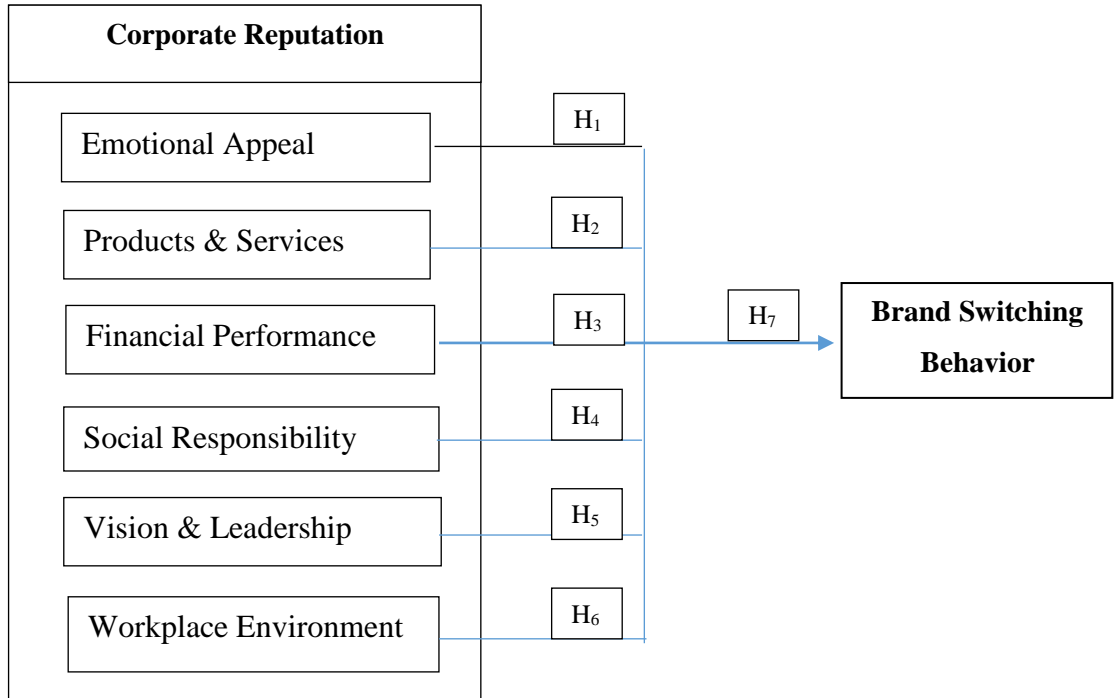 Corporate Reputation
Emotional Appeal
H₁
Products & Services
H₂
Financial Performance
H₃
H₇
Brand Switching
Behavior
Social Responsibility
H₄
Vision & Leadership
H₅
Workplace Environment
H₆